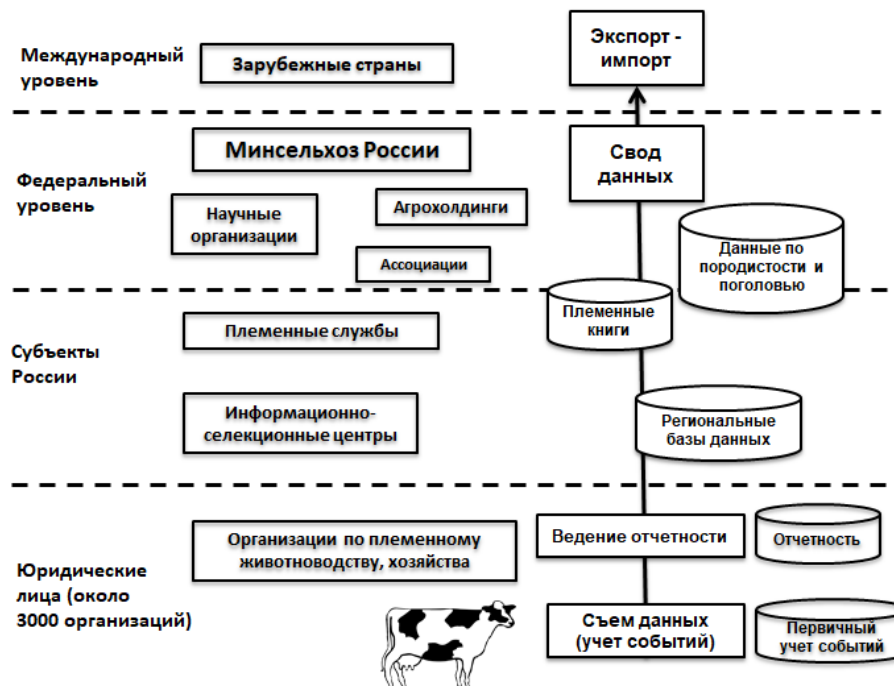 Международный
уровень
Зарубежные страны
Экспорт -
импорт
Федеральный
уровень
Минсельхоз России
Свод
данных
Научные
организации
Агрохолдинги
Ассоциации
Данные по
породистости и
поголовью
Племенные
книги
Субъекты
России
Племенные службы
Информационно-
селекционные центры
Региональные
базы данных
Юридические
лица (около
3000 организаций)
Организации по племенному
животноводству, хозяйства
Ведение отчетности
Отчетность
Съем данных
(учет событий)
Первичный
учет событий